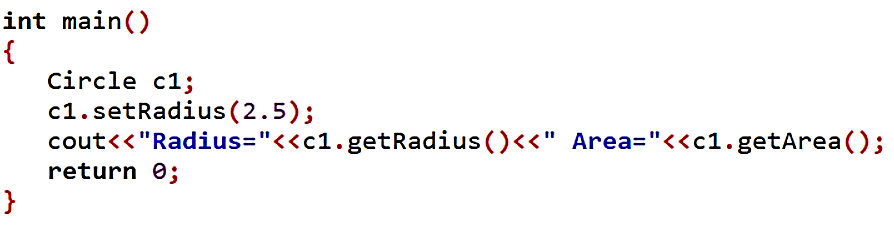 int main()
{
   Circle c1;
   c1.setRadius(2.5);
   cout<<"Radius="<<c1.getRadius()<<" Area="<<c1.getArea();
   return 0;
}